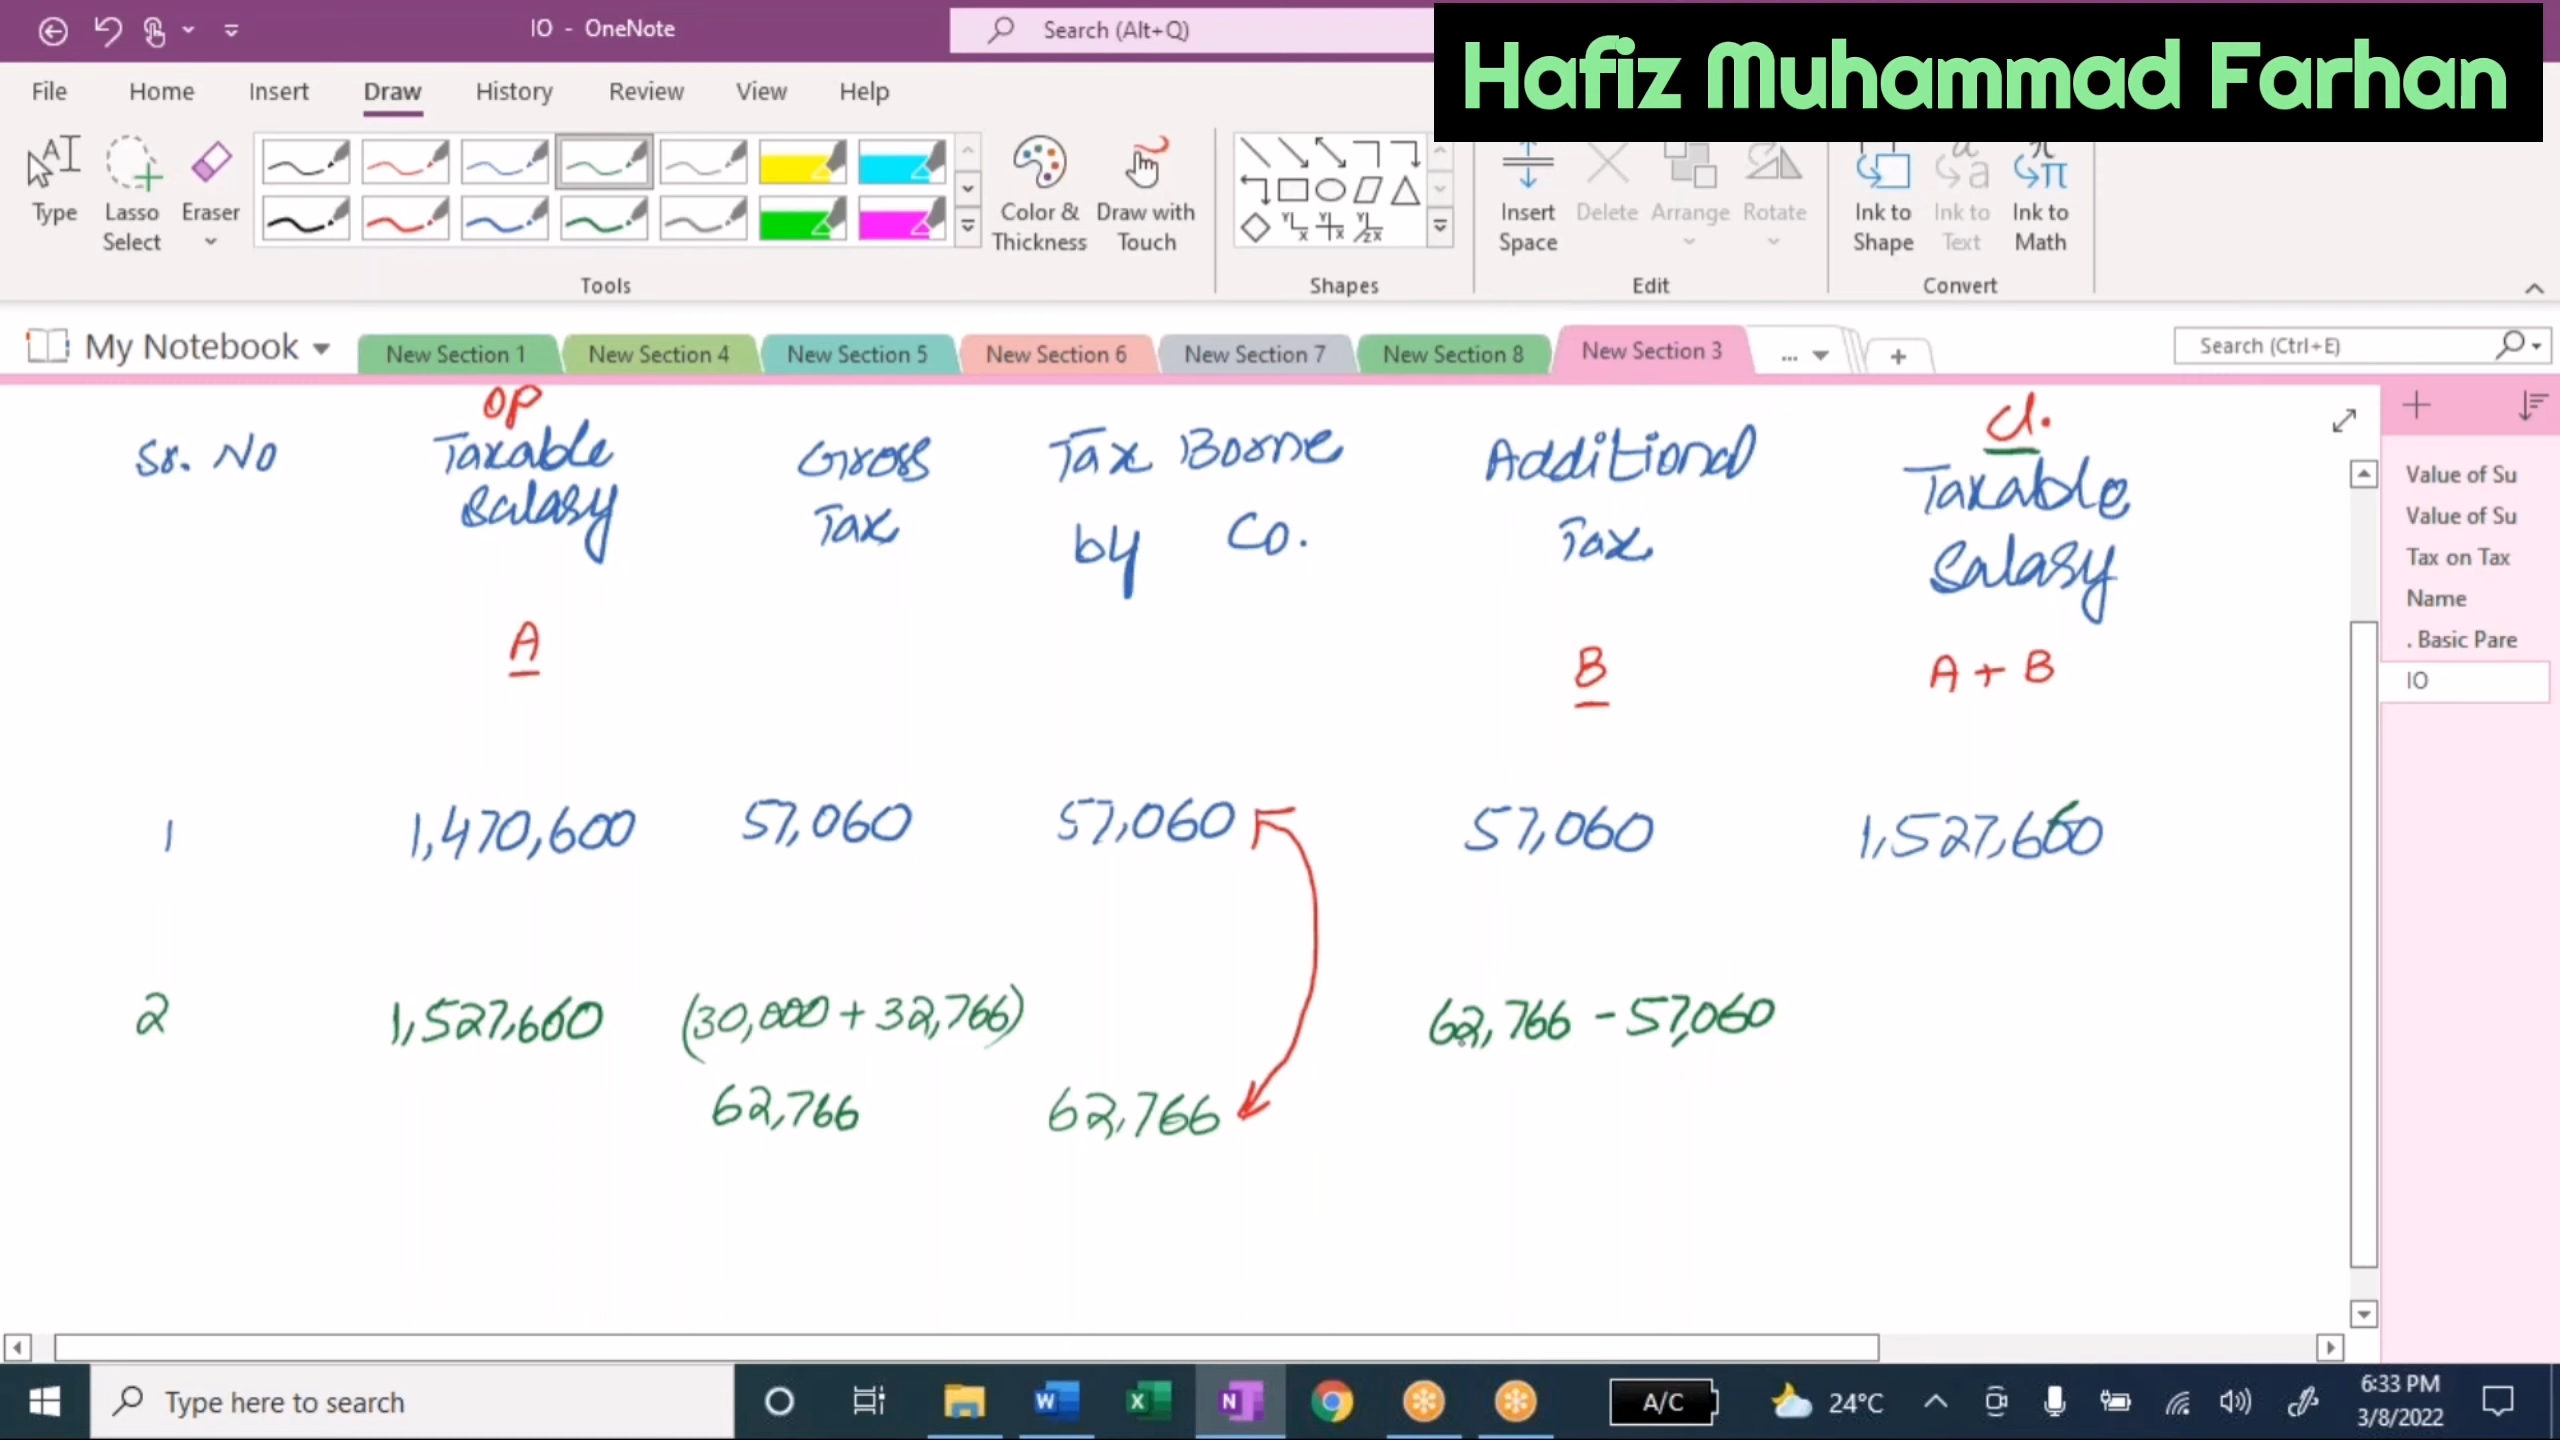 IO - OneNote
Search (Alt+Q)
Hafiz Muhammad Farhan
File Home Insert Draw History Review View Help
Type
Lasso Select
Eraser
Color & Thickness
Draw with Touch
Insert Space
Delete
Arrange
Rotate
Ink to Shape
Ink to Text
Ink to Math
Tools
Shapes
Edit
Convert
My Notebook
New Section 1
New Section 4
New Section 5
New Section 6
New Section 7
New Section 8
New Section 3
...
Search (Ctrl+E)
Value of Su
Value of Su
Tax on Tax
Name
. Basic Pare
IO
Sr. No
OP
Taxable
Salary
A
Gross
Tax
Tax Borne
by Co.
Additional
Tax
B
Cl.
Taxable
Salary
A + B
1 1,470,600 57,060 57,060 57,060 1,527,660
2 1,527,660 (30,000 + 32,766) 62,766 - 57,060
62,766 62,766
Type here to search
A/C
24°C
6:33 PM
3/8/2022